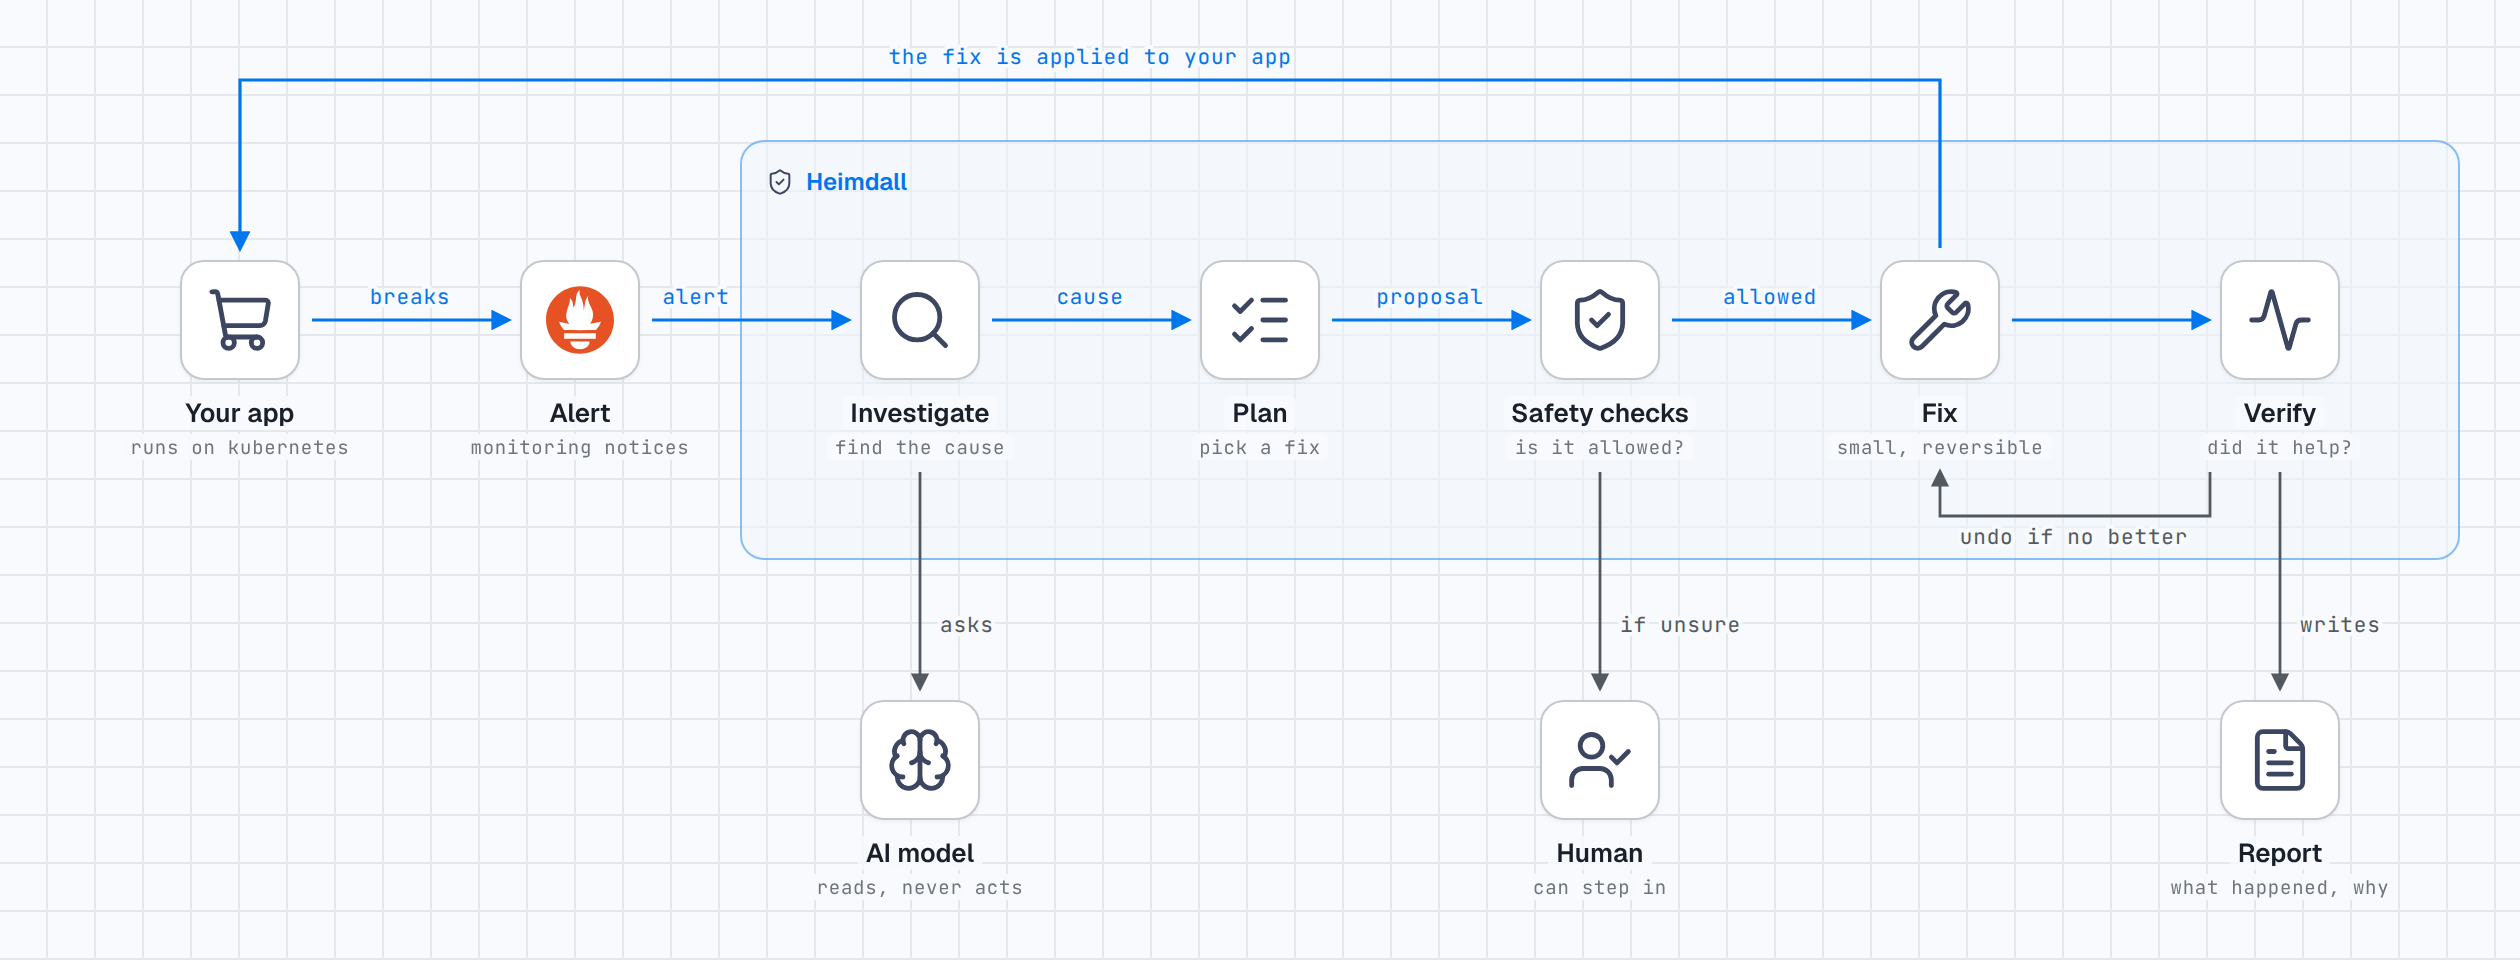 the fix is applied to your app
Heimdall
breaks
alert
cause
proposal
allowed
Your app
runs on kubernetes
Alert
monitoring notices
Investigate
find the cause
Plan
pick a fix
Safety checks
is it allowed?
Fix
small, reversible
Verify
did it help?
undo if no better
asks
if unsure
writes
AI model
reads, never acts
Human
can step in
Report
what happened, why